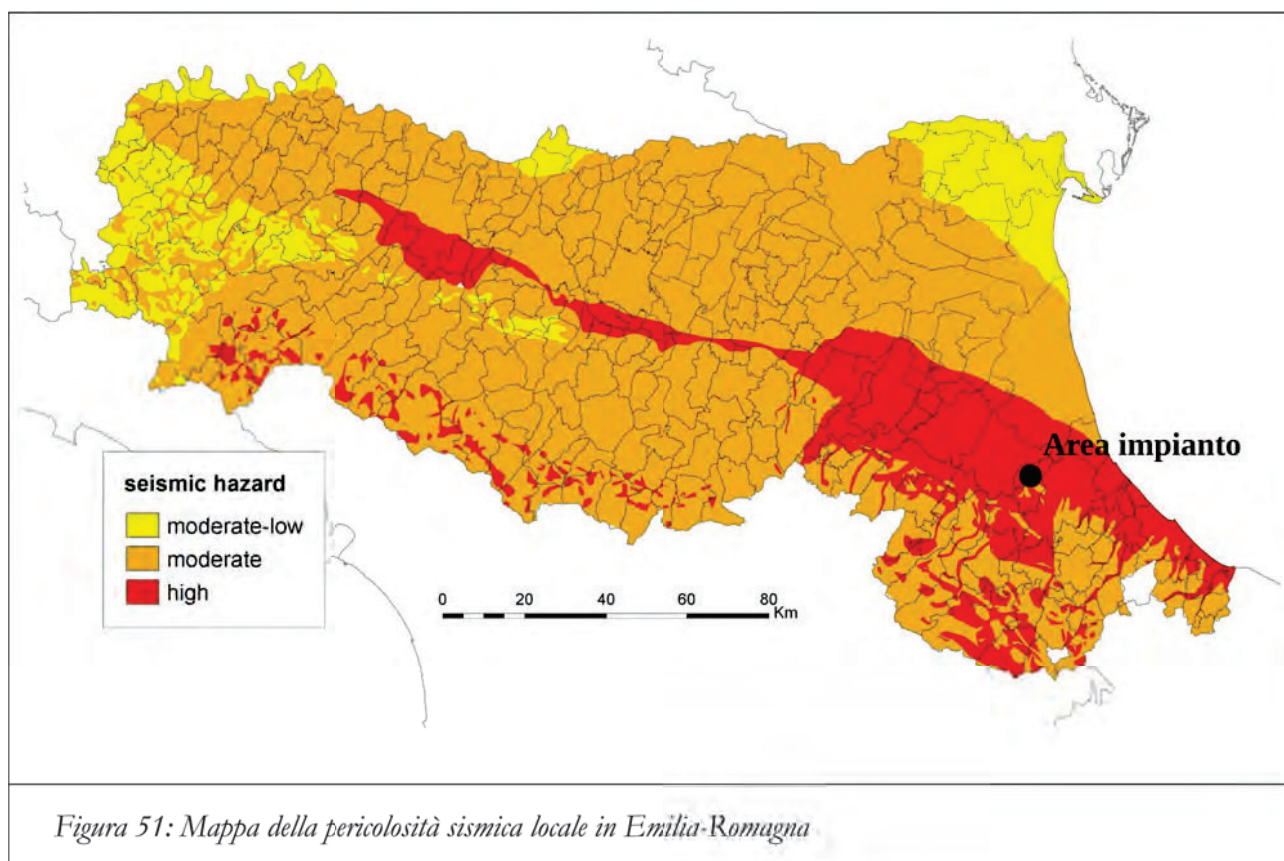 Area impianto
seismic hazard
moderate-low
moderate
high
0 20 40 60 80
Km
Figura 51: Mappa della pericolosità sismica locale in Emilia-Romagna